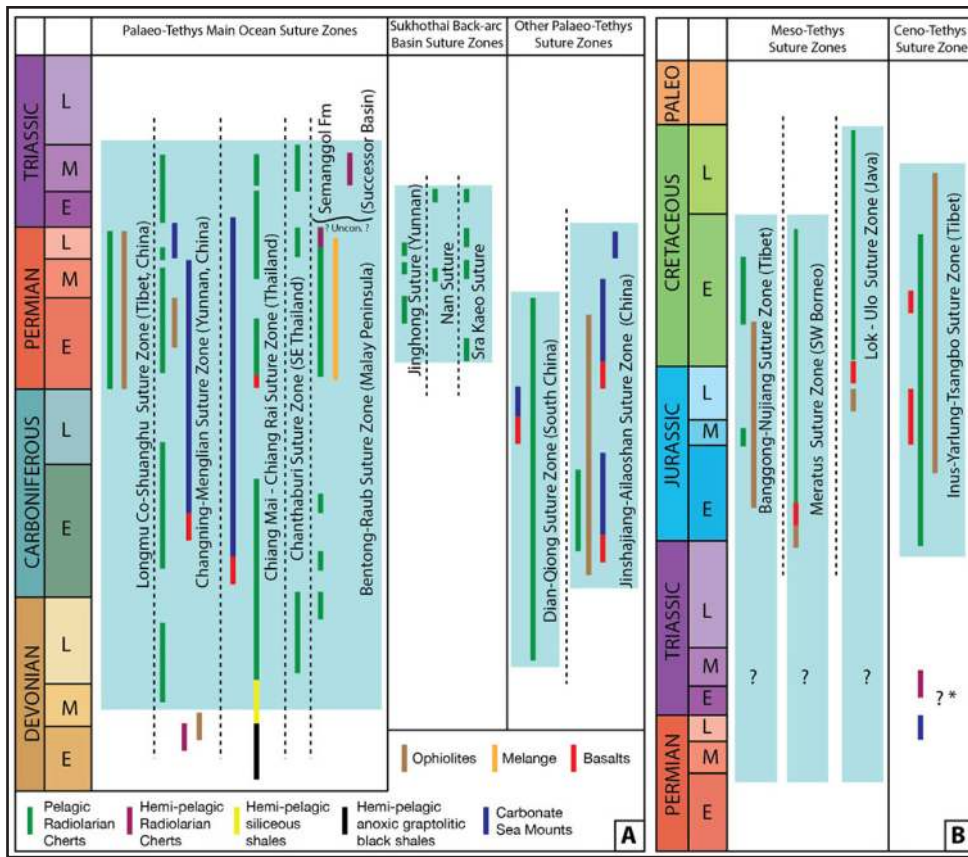 Palaeo-Tethys Main Ocean Suture Zones
Sukhothai Back-arc
Basin Suture Zones
Other Palaeo-Tethys
Suture Zones
TRIASSIC
L
M
E
PERMIAN
L
M
E
CARBONIFEROUS
L
E
DEVONIAN
L
M
E
Longmu Co-Shuanghu Suture Zone (Tibet, China)
Changning-Menglian Suture Zone (Yunnan, China)
Chiang Mai - Chiang Rai Suture Zone (Thailand)
Chanthaburi Suture Zone (SE Thailand)
Semanggol Fm
(Successor Basin)
? Uncon. ?
Bentong-Raub Suture Zone (Malay Peninsula)
Jinghong Suture (Yunnan)
Nan Suture
Sra Kaeo Suture
Dian-Qiong Suture Zone (South China)
Jinshajiang-Ailaoshan Suture Zone (China)
Ophiolites
Melange
Basalts
Pelagic
Radiolarian
Cherts
Hemi-pelagic
Radiolarian
Cherts
Hemi-pelagic
siliceous
shales
Hemi-pelagic
anoxic graptolitic
black shales
Carbonate
Sea Mounts
A
Meso-Tethys
Suture Zones
Ceno-Tethys
Suture Zone
PALEO
CRETACEOUS
L
E
JURASSIC
L
M
E
TRIASSIC
L
M
E
PERMIAN
L
M
E
Banggong-Nujiang Suture Zone (Tibet)
Meratus Suture Zone (SW Borneo)
Lok - Ulo Suture Zone (Java)
Inus-Yarlung-Tsangbo Suture Zone (Tibet)
?
?
?
? *
B